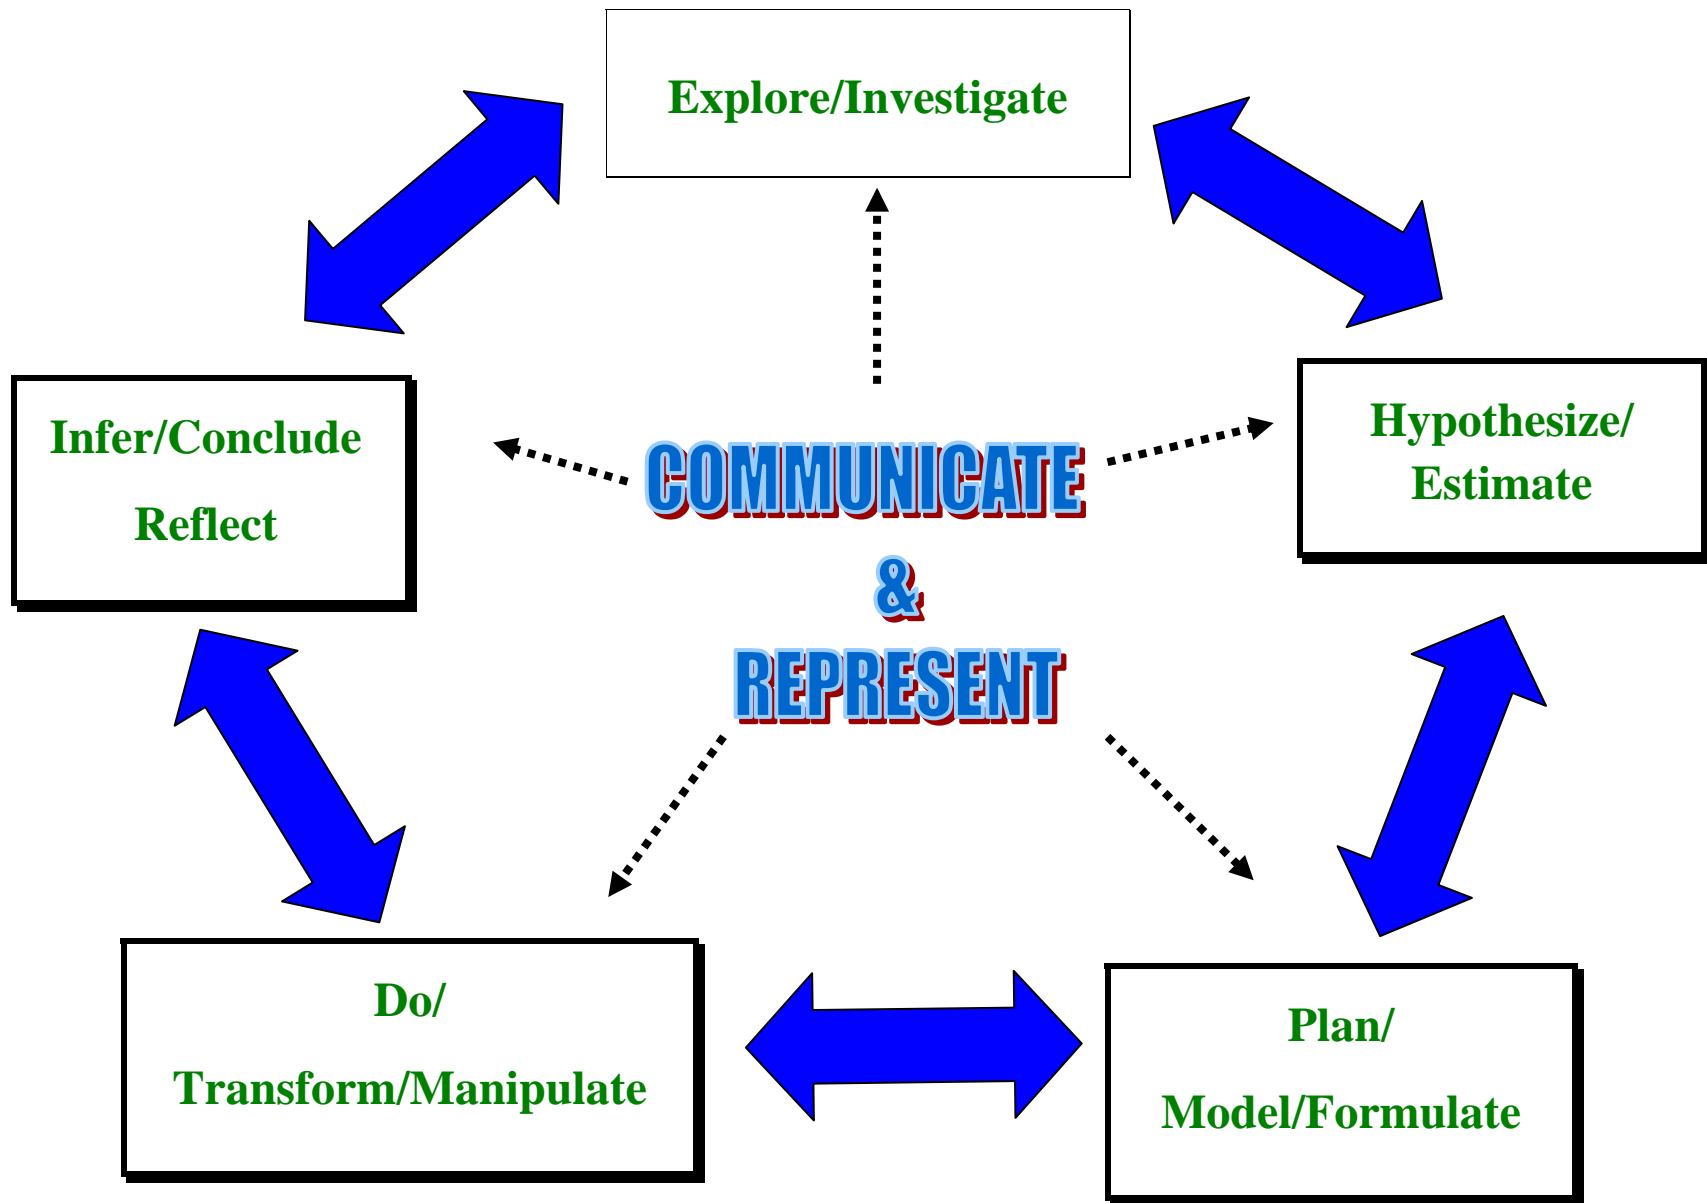 Explore/Investigate
Infer/Conclude
Reflect
Hypothesize/
Estimate
COMMUNICATE
&
REPRESENT
Do/
Transform/Manipulate
Plan/
Model/Formulate